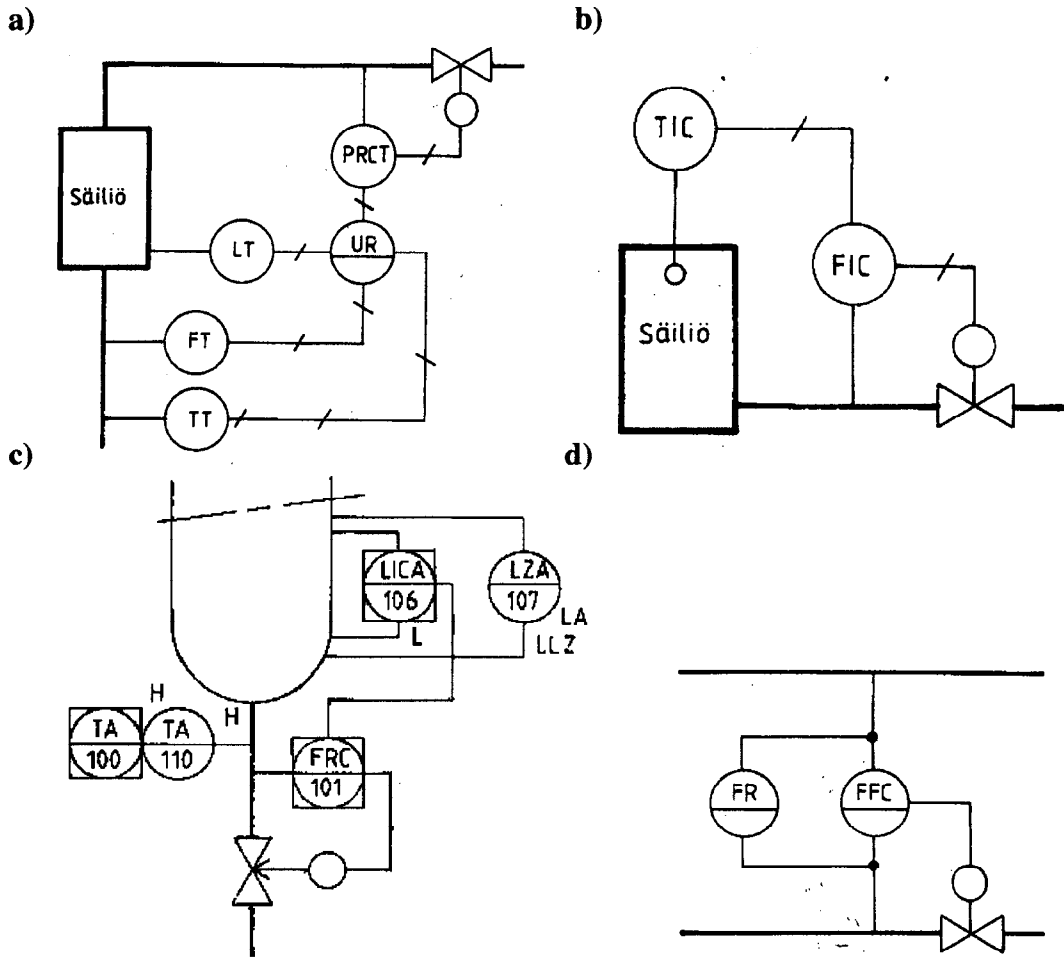 a)
PRCT
Säiliö
LT
UR
FT
TT
b)
TIC
FIC
Säiliö
c)
LICA
106
L
LZA
107
LA
LLZ
H
H
TA
100
TA
110
FRC
101
d)
FR
FFC